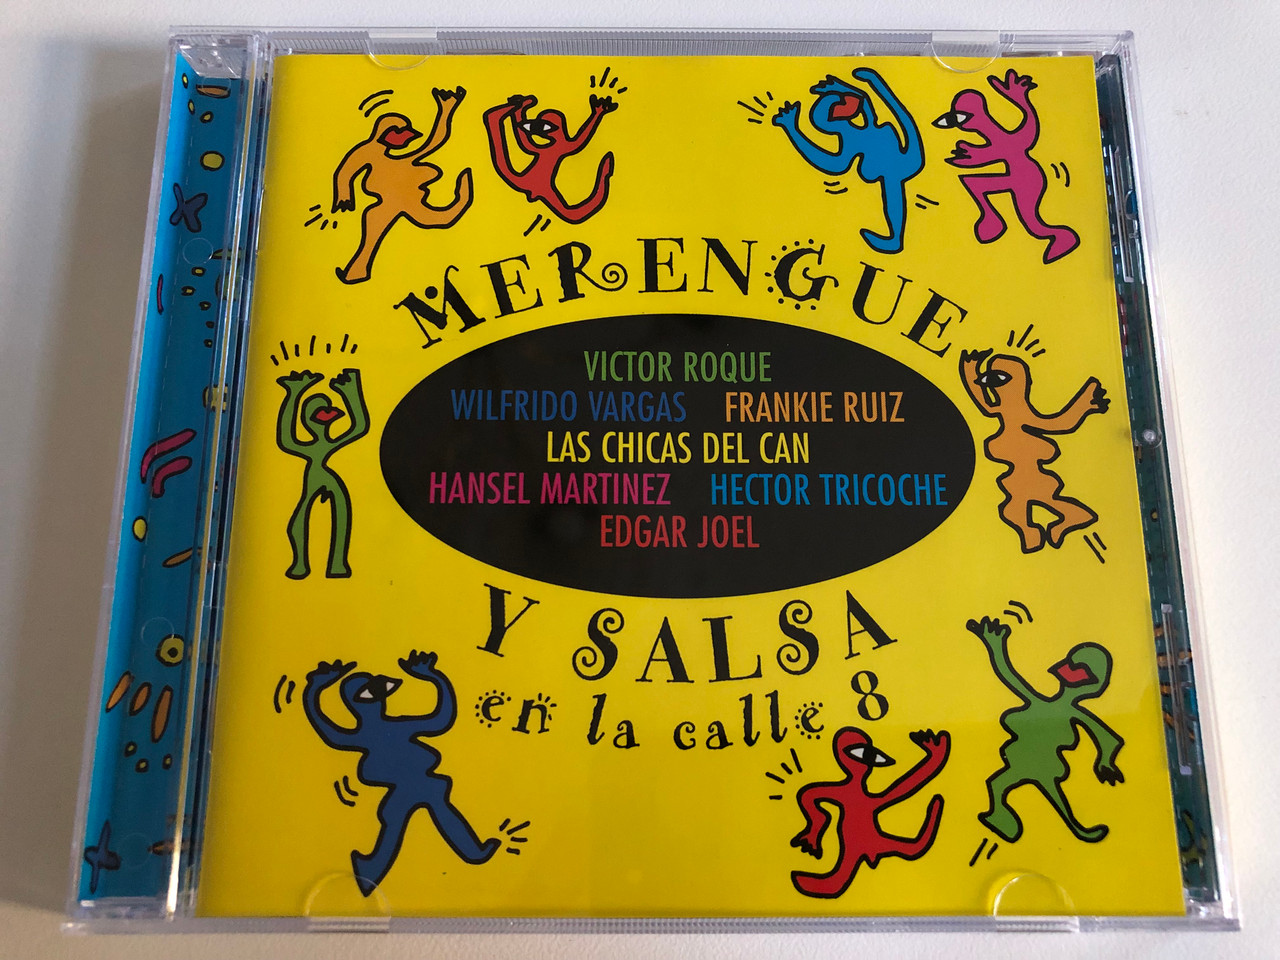 MERENGUE
VICTOR ROQUE
WILFRIDO VARGAS FRANKIE RUIZ
LAS CHICAS DEL CAN
HANSEL MARTINEZ HECTOR TRICOCHE
EDGAR JOEL
Y SALSA
en la calle 8